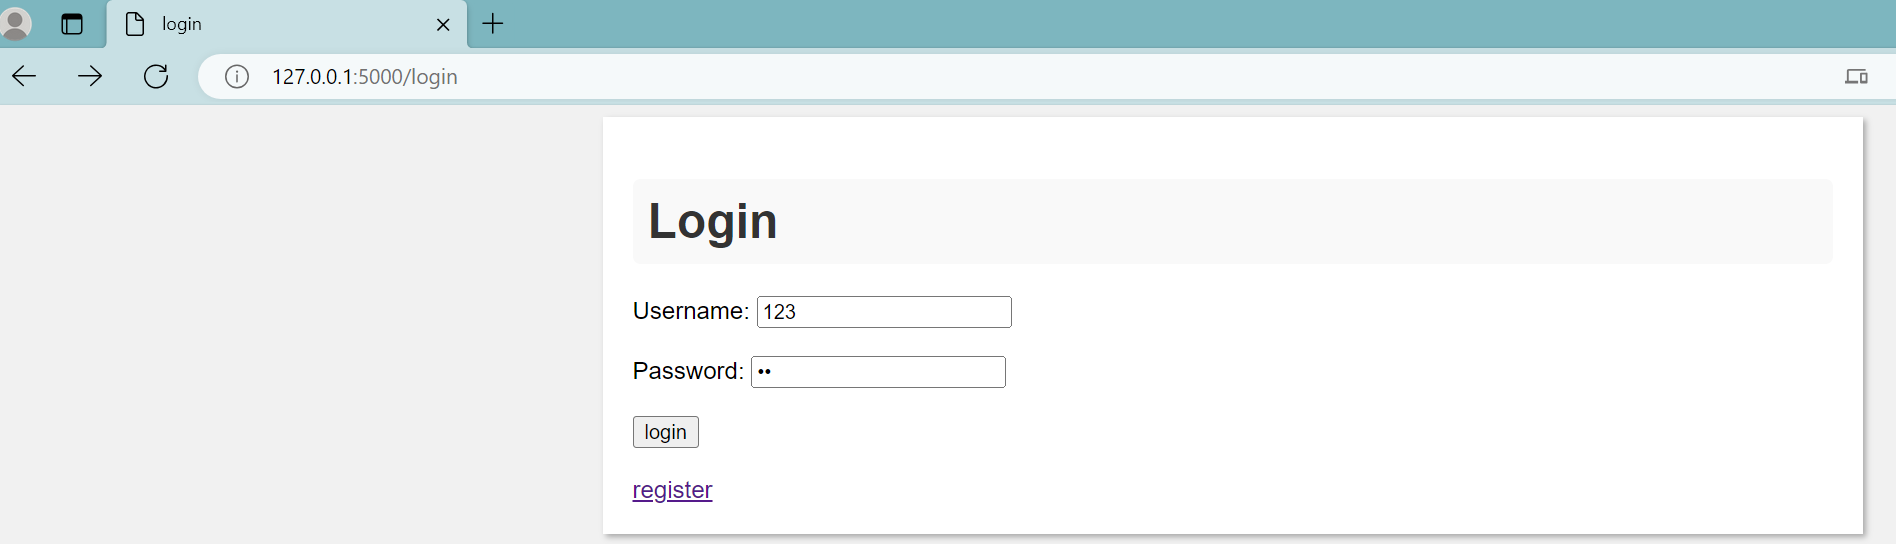 login
127.0.0.1:5000/login
Login
Username: 123
Password: ••
login
register